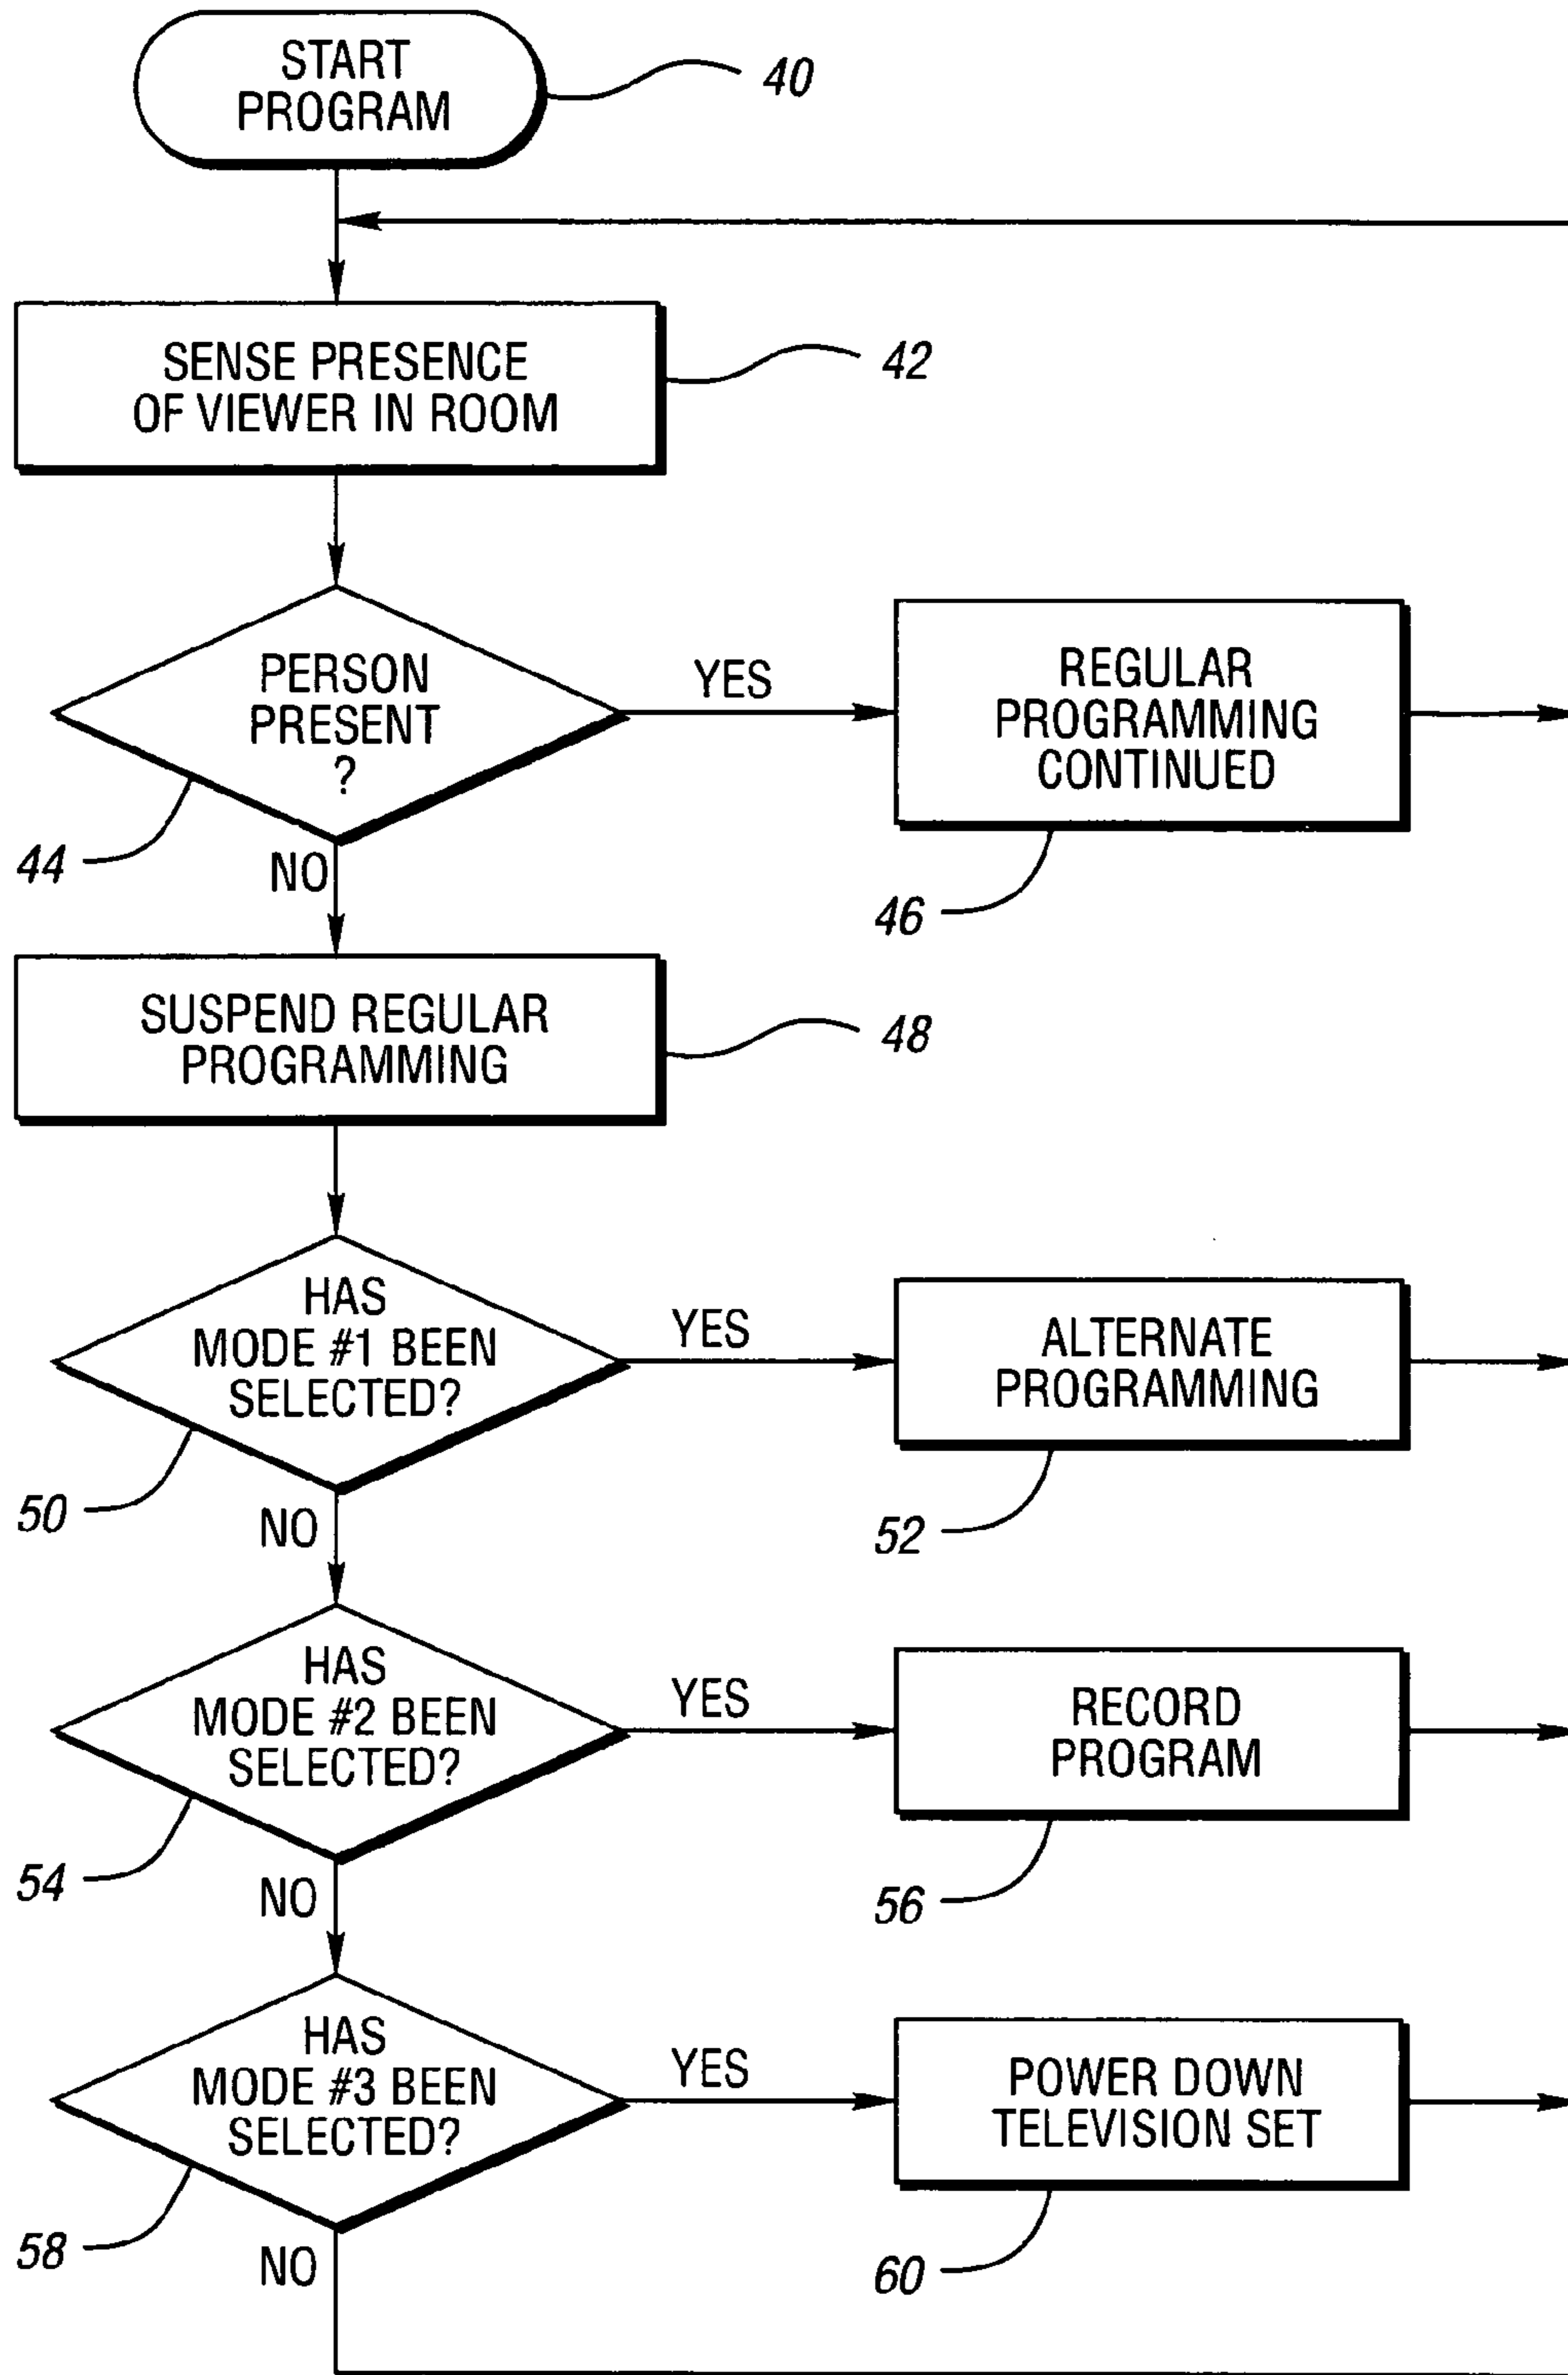 START
PROGRAM
40
SENSE PRESENCE
OF VIEWER IN ROOM
42
PERSON
PRESENT
?
44
YES
NO
REGULAR
PROGRAMMING
CONTINUED
46
SUSPEND REGULAR
PROGRAMMING
48
HAS
MODE #1 BEEN
SELECTED?
50
YES
NO
ALTERNATE
PROGRAMMING
52
HAS
MODE #2 BEEN
SELECTED?
54
YES
NO
RECORD
PROGRAM
56
HAS
MODE #3 BEEN
SELECTED?
58
YES
NO
POWER DOWN
TELEVISION SET
60